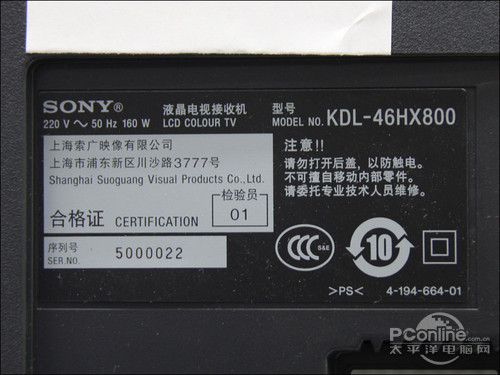 SONY®
液晶电视接收机
220 V ～ 50 Hz 160 W
LCD COLOUR TV
型号
MODEL NO. KDL-46HX800
上海索广映像有限公司
上海市浦东新区川沙路3777号
Shanghai Suoguang Visual Products Co.,Ltd.
检验员
01
合格证 CERTIFICATION
序列号
SER.NO.
5000022
注意!!
请勿打开后盖，以防触电。
不可擅自移动内部零件。
请委托专业技术人员维修。
CCC
S&E
10
>PS<
4-194-664-01
PConline
.com.cn
太平洋电脑网